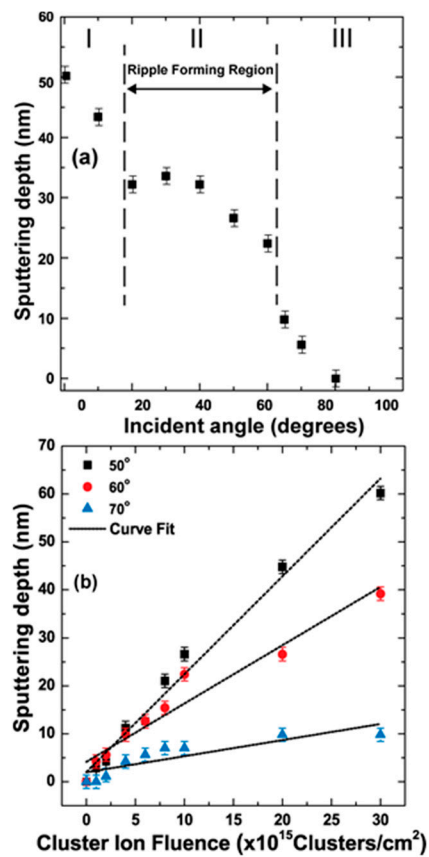 I II III
Ripple Forming Region
(a)
Sputtering depth (nm)
60
50
40
30
20
10
0
0 20 40 60 80 100
Incident angle (degrees)
50°
60°
70°
Curve Fit
(b)
Sputtering depth (nm)
70
60
50
40
30
20
10
0
0 5 10 15 20 25 30
Cluster Ion Fluence (x10¹⁵Clusters/cm²)